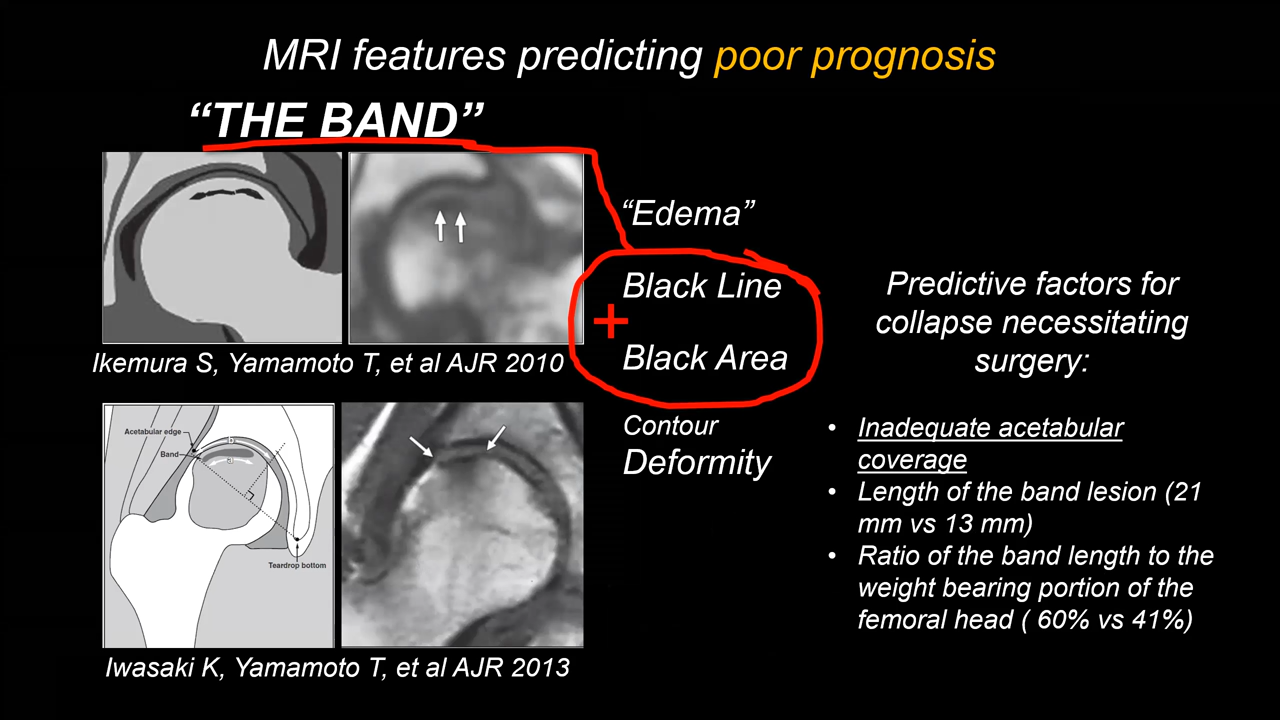 MRI features predicting poor prognosis
“THE BAND”
Ikemura S, Yamamoto T, et al AJR 2010
Acetabular edge
Band
b
a
Teardrop bottom
Iwasaki K, Yamamoto T, et al AJR 2013
“Edema”
Black Line
+
Black Area
Contour
Deformity
Predictive factors for
collapse necessitating
surgery:
• Inadequate acetabular
coverage
• Length of the band lesion (21
mm vs 13 mm)
• Ratio of the band length to the
weight bearing portion of the
femoral head ( 60% vs 41%)